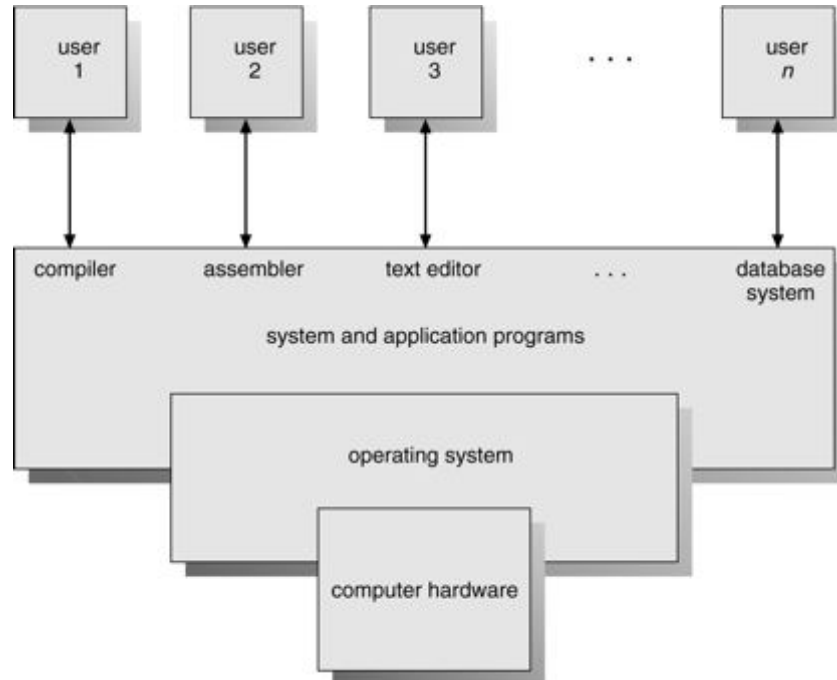 user
1
user
2
user
3
. . .
user
n
compiler
assembler
text editor
. . .
database
system
system and application programs
operating system
computer hardware